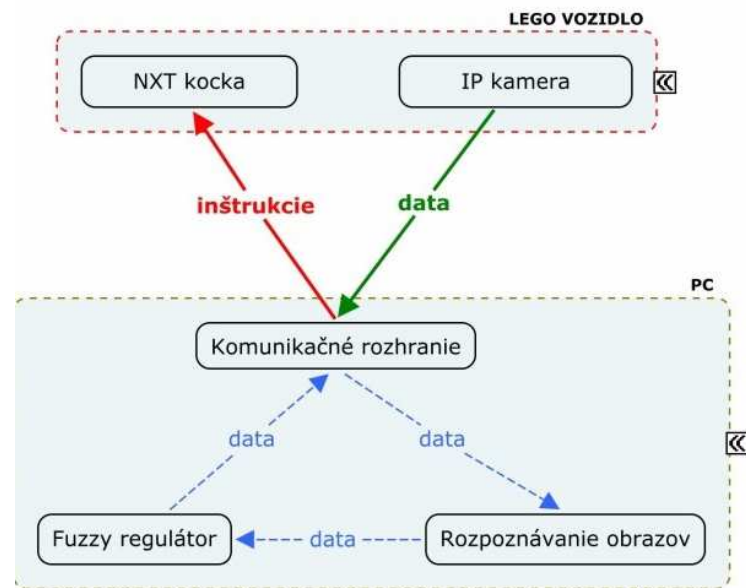 LEGO VOZIDLO
NXT kocka
IP kamera
inštrukcie
data
PC
Komunikačné rozhranie
data
data
Fuzzy regulátor
data
Rozpoznávanie obrazov